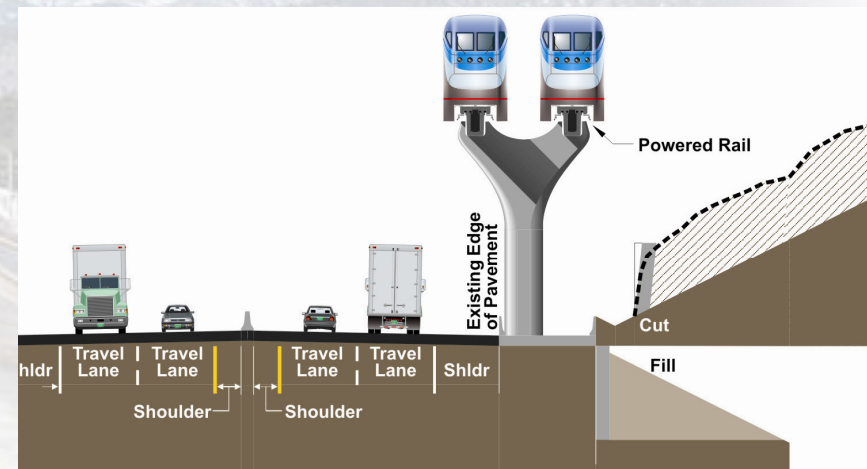 Powered Rail
Existing Edge
of Pavement
Cut
Fill
hldr
Travel
Lane
Travel
Lane
Travel
Lane
Travel
Lane
Shldr
Shoulder
Shoulder